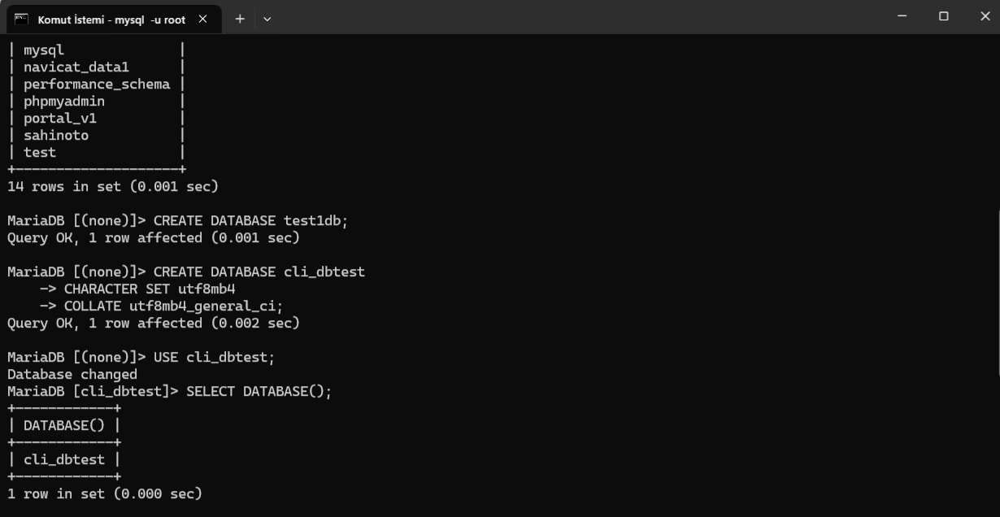 Komut İstemi - mysql -u root
| mysql |
| navicat_data1 |
| performance_schema |
| phpmyadmin |
| portal_v1 |
| sahinoto |
| test |
+--------------------+
14 rows in set (0.001 sec)
MariaDB [(none)]> CREATE DATABASE test1db;
Query OK, 1 row affected (0.001 sec)
MariaDB [(none)]> CREATE DATABASE cli_dbtest
-> CHARACTER SET utf8mb4
-> COLLATE utf8mb4_general_ci;
Query OK, 1 row affected (0.002 sec)
MariaDB [(none)]> USE cli_dbtest;
Database changed
MariaDB [cli_dbtest]> SELECT DATABASE();
+------------+
| DATABASE() |
+------------+
| cli_dbtest |
+------------+
1 row in set (0.000 sec)